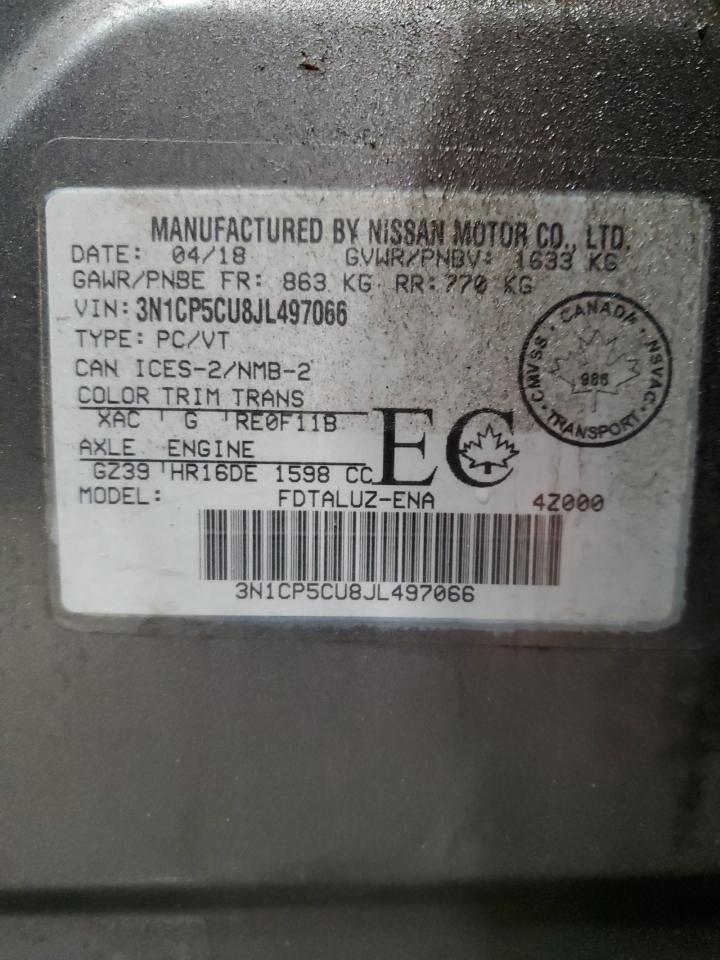 MANUFACTURED BY NISSAN MOTOR CO., LTD.
DATE: 04/18 GVWR/PNBV: 1633 KG
GAWR/PNBE FR: 863 KG RR: 770 KG
VIN: 3N1CP5CU8JL497066
TYPE: PC/VT
CAN ICES-2/NMB-2
COLOR TRIM TRANS
XAC G RE0F11B
AXLE ENGINE
GZ39 HR16DE 1598 CC
EC
CANADA
CMVSS NSVAC
986
TRANSPORT
MODEL: FDTALUZ-ENA 4Z000
3N1CP5CU8JL497066